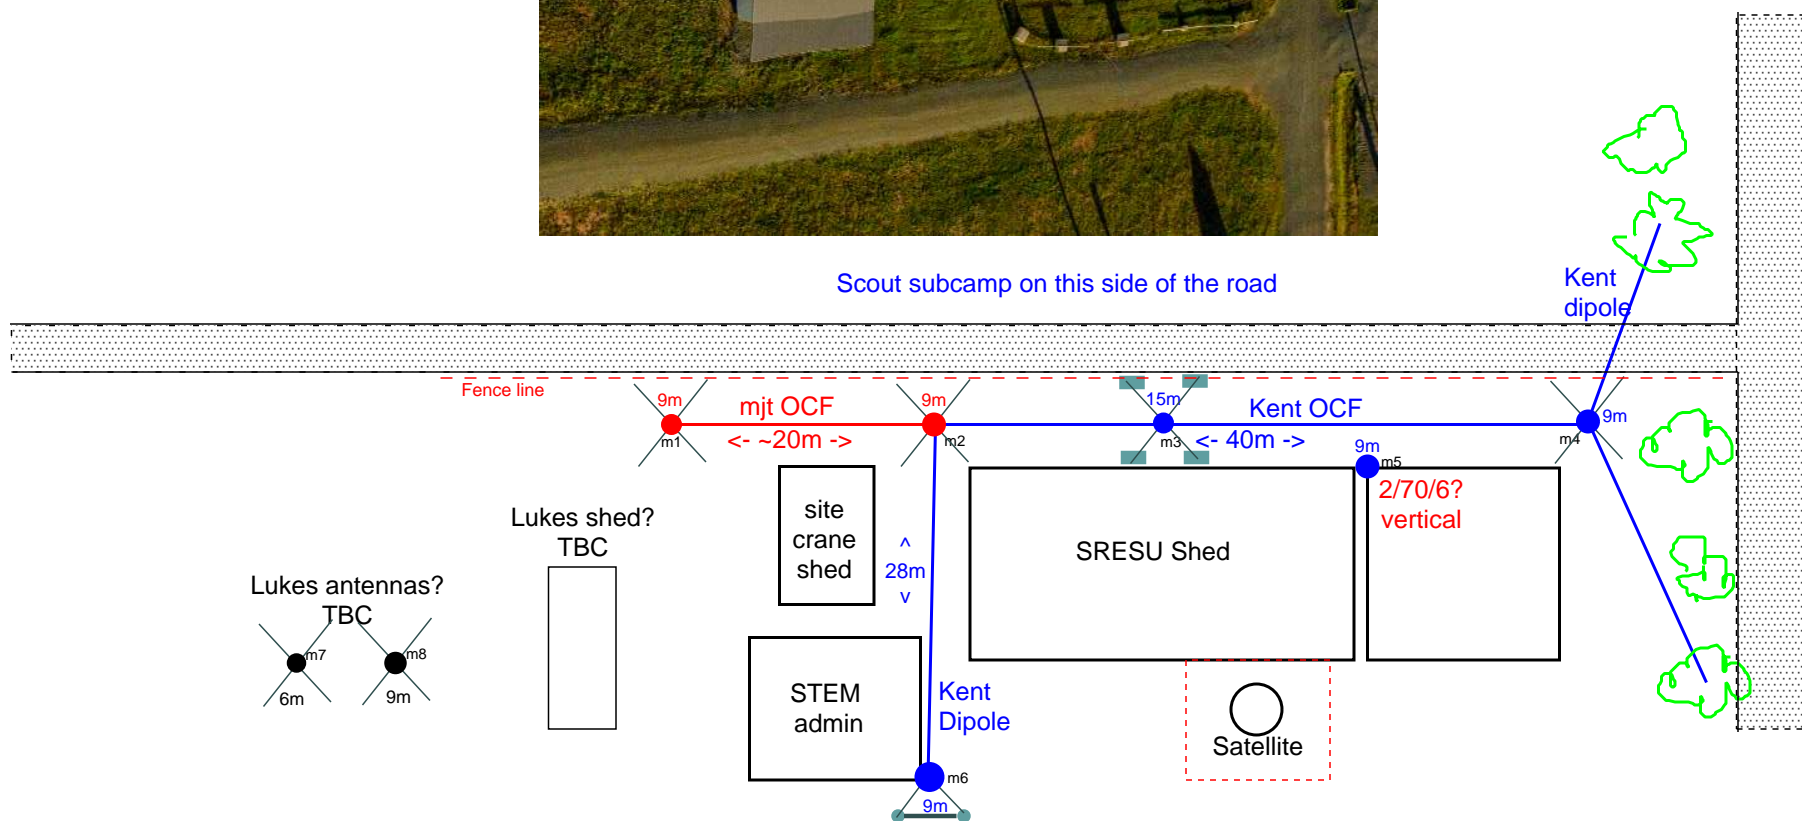 Scout subcamp on this side of the road
Kent
dipole
Fence line
9m
mjt OCF
<- ~20m ->
m1
9m
m2
15m
m3
Kent OCF
<- 40m ->
9m
m4
9m
m5
2/70/6?
vertical
site
crane
shed
^
28m
v
SRESU Shed
Lukes shed?
TBC
Lukes antennas?
TBC
m7
6m
m8
9m
STEM
admin
Kent
Dipole
m6
9m
Satellite